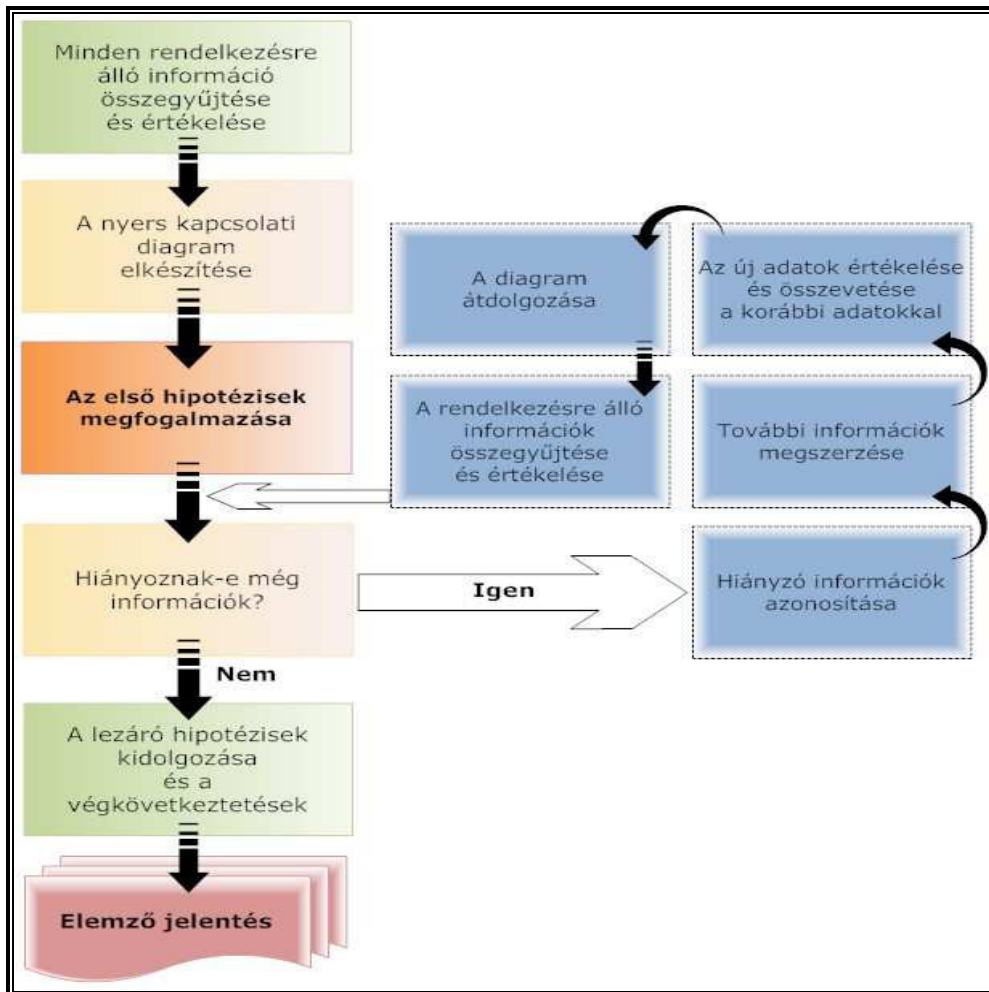 Minden rendelkezésre
álló információ
összegyűjtése
és értékelése
A nyers kapcsolati
diagram
elkészítése
Az első hipotézisek
megfogalmazása
Hiányoznak-e még
információk?
Igen
Hiányzó információk
azonosítása
További információk
megszerzése
Az új adatok értékelése
és összevetése
a korábbi adatokkal
A diagram
átdolgozása
A rendelkezésre álló
információk
összegyűjtése
és értékelése
Nem
A lezáró hipotézisek
kidolgozása
és a
végkövetkeztetések
Elemző jelentés